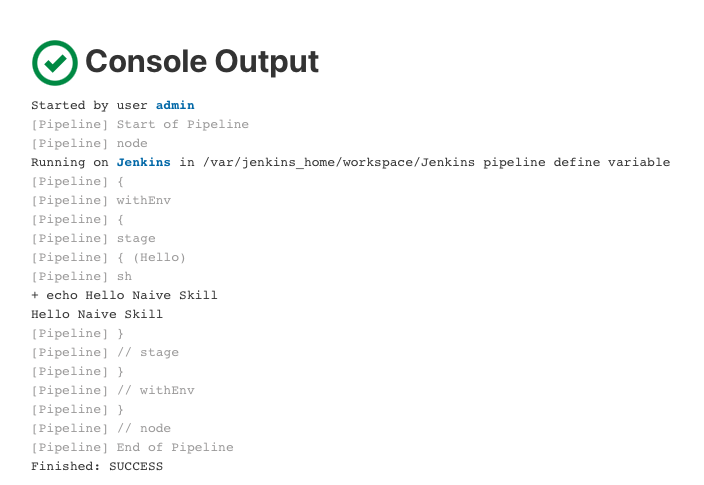 Console Output
Started by user admin
[Pipeline] Start of Pipeline
[Pipeline] node
Running on Jenkins in /var/jenkins_home/workspace/Jenkins pipeline define variable
[Pipeline] {
[Pipeline] withEnv
[Pipeline] {
[Pipeline] stage
[Pipeline] { (Hello)
[Pipeline] sh
+ echo Hello Naive Skill
Hello Naive Skill
[Pipeline] }
[Pipeline] // stage
[Pipeline] }
[Pipeline] // withEnv
[Pipeline] }
[Pipeline] // node
[Pipeline] End of Pipeline
Finished: SUCCESS